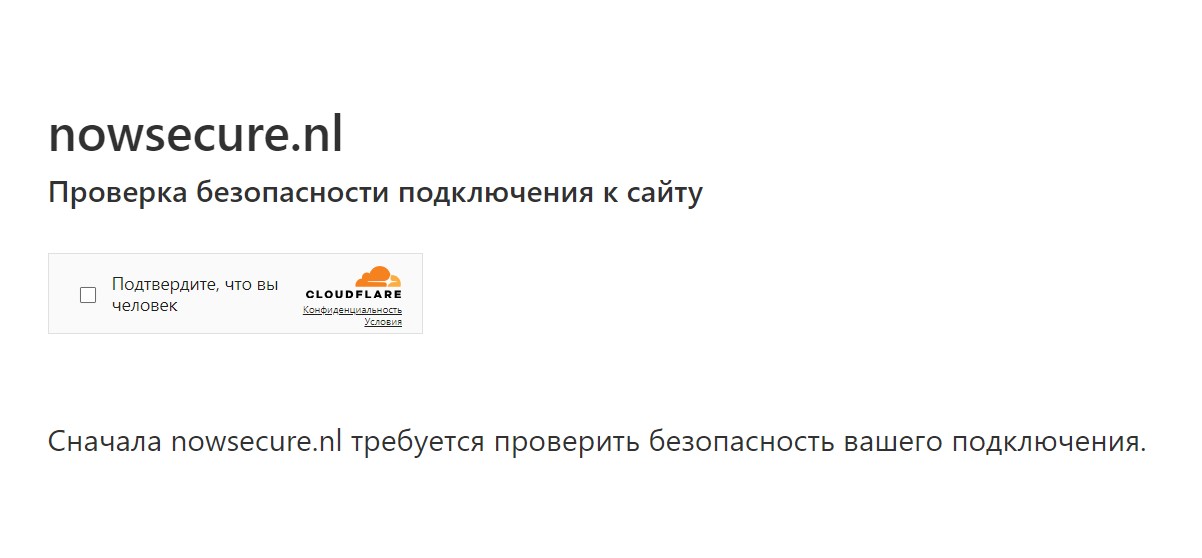 nowsecure.nl
Проверка безопасности подключения к сайту
Подтвердите, что вы
человек
CLOUDFLARE
Конфиденциальность
Условия
Сначала nowsecure.nl требуется проверить безопасность вашего подключения.